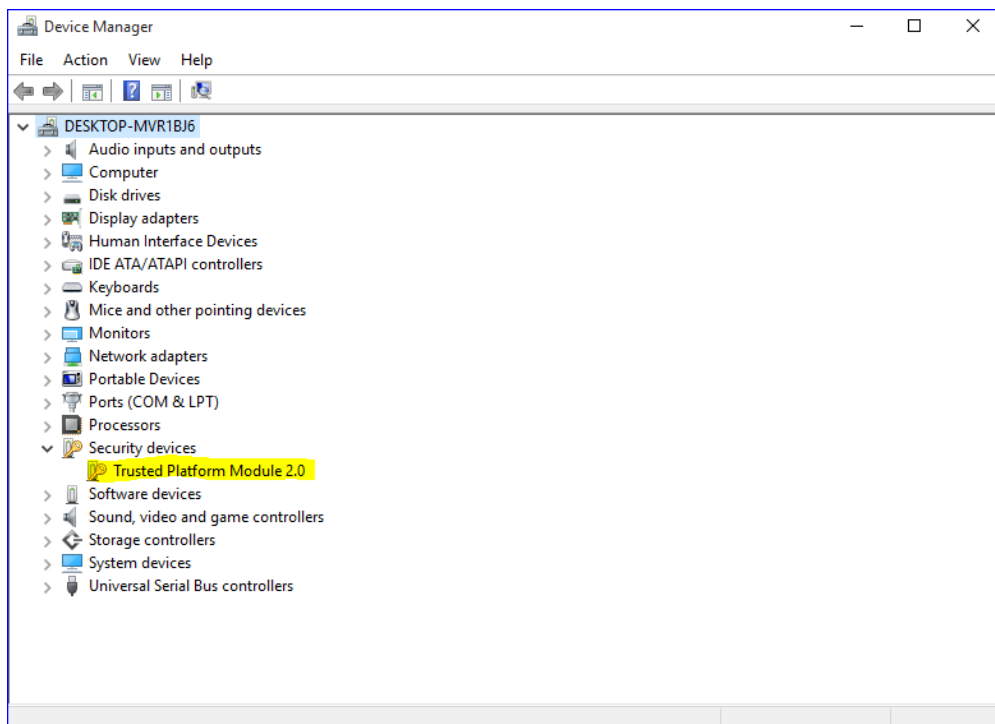 Device Manager
File Action View Help
DESKTOP-MVR1BJ6
Audio inputs and outputs
Computer
Disk drives
Display adapters
Human Interface Devices
IDE ATA/ATAPI controllers
Keyboards
Mice and other pointing devices
Monitors
Network adapters
Portable Devices
Ports (COM & LPT)
Processors
Security devices
Trusted Platform Module 2.0
Software devices
Sound, video and game controllers
Storage controllers
System devices
Universal Serial Bus controllers